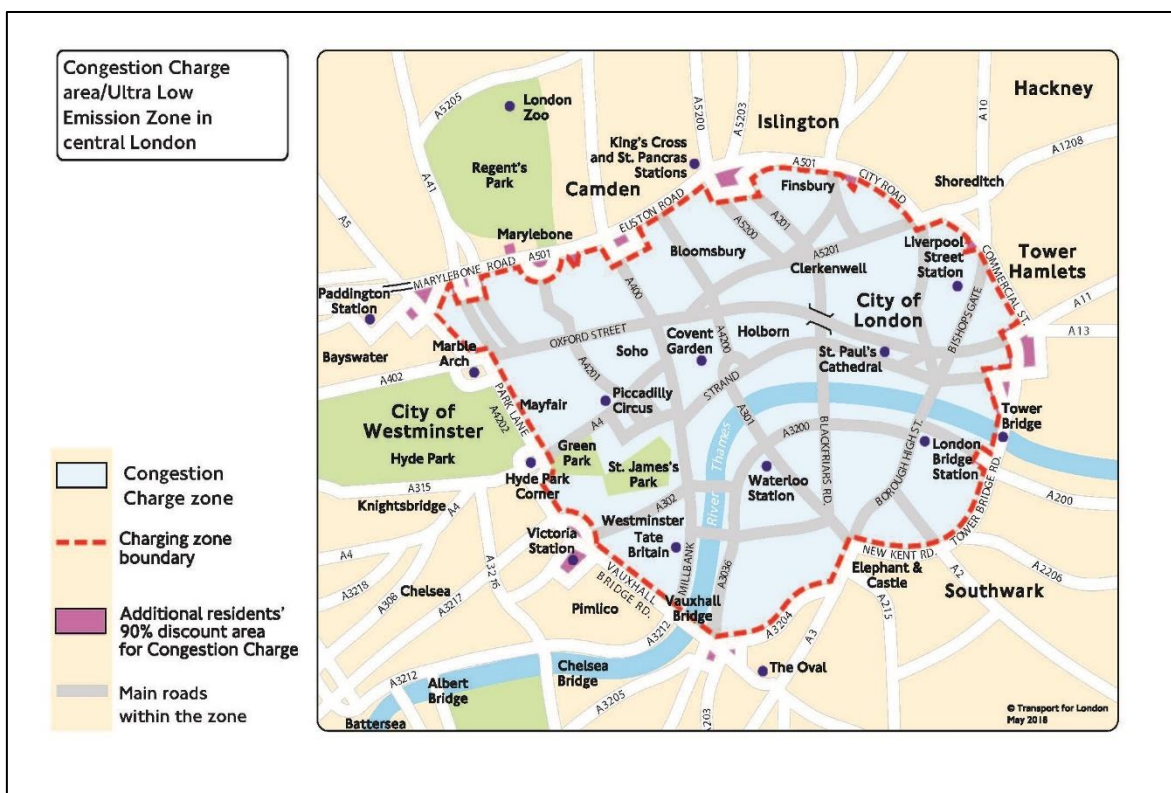 Congestion Charge
area/Ultra Low
Emission Zone in
central London
Congestion
Charge zone
Charging zone
boundary
Additional residents'
90% discount area
for Congestion Charge
Main roads
within the zone
Hackney
A10
A1208
A5205
London
Zoo
A5200
A5203
Islington
King's Cross
and St. Pancras
Stations
A501
CITY ROAD
Shoreditch
Regent's
Park
A41
Camden
Finsbury
A5
EUSTON ROAD
A5200
A201
Marylebone
Bloomsbury
A5201
Liverpool
Street
Station
COMMERCIAL ST.
Tower
Hamlets
MARYLEBONE ROAD
A501
A400
Clerkenwell
BISHOPSGATE
A11
Paddington
Station
City of
London
A13
OXFORD STREET
Covent
Garden
A4200
Holborn
Bayswater
Marble
Arch
Soho
St. Paul's
Cathedral
A402
A4201
STRAND
PARK LANE
A4202
Mayfair
Piccadilly
Circus
City of
Westminster
A4
A301
A3200
BLACKFRIARS RD.
BOROUGH HIGH ST.
Tower
Bridge
Hyde Park
Green
Park
St. James's
Park
River Thames
London
Bridge
Station
TOWER BRIDGE RD.
A315
Hyde Park
Corner
Waterloo
Station
A200
Knightsbridge
A4
A302
Westminster
Victoria
Station
Tate
Britain
MILLBANK
A3036
NEW KENT RD.
A4
A3216
VAUXHALL
BRIDGE RD.
Elephant &
Castle
A2
A2206
A3218
A308
Chelsea
A3217
Pimlico
Vauxhall
Bridge
A3204
A3
A215
Southwark
A3212
A3212
Albert
Bridge
Chelsea
Bridge
The Oval
A3205
203
Battersea
© Transport for London
May 2018